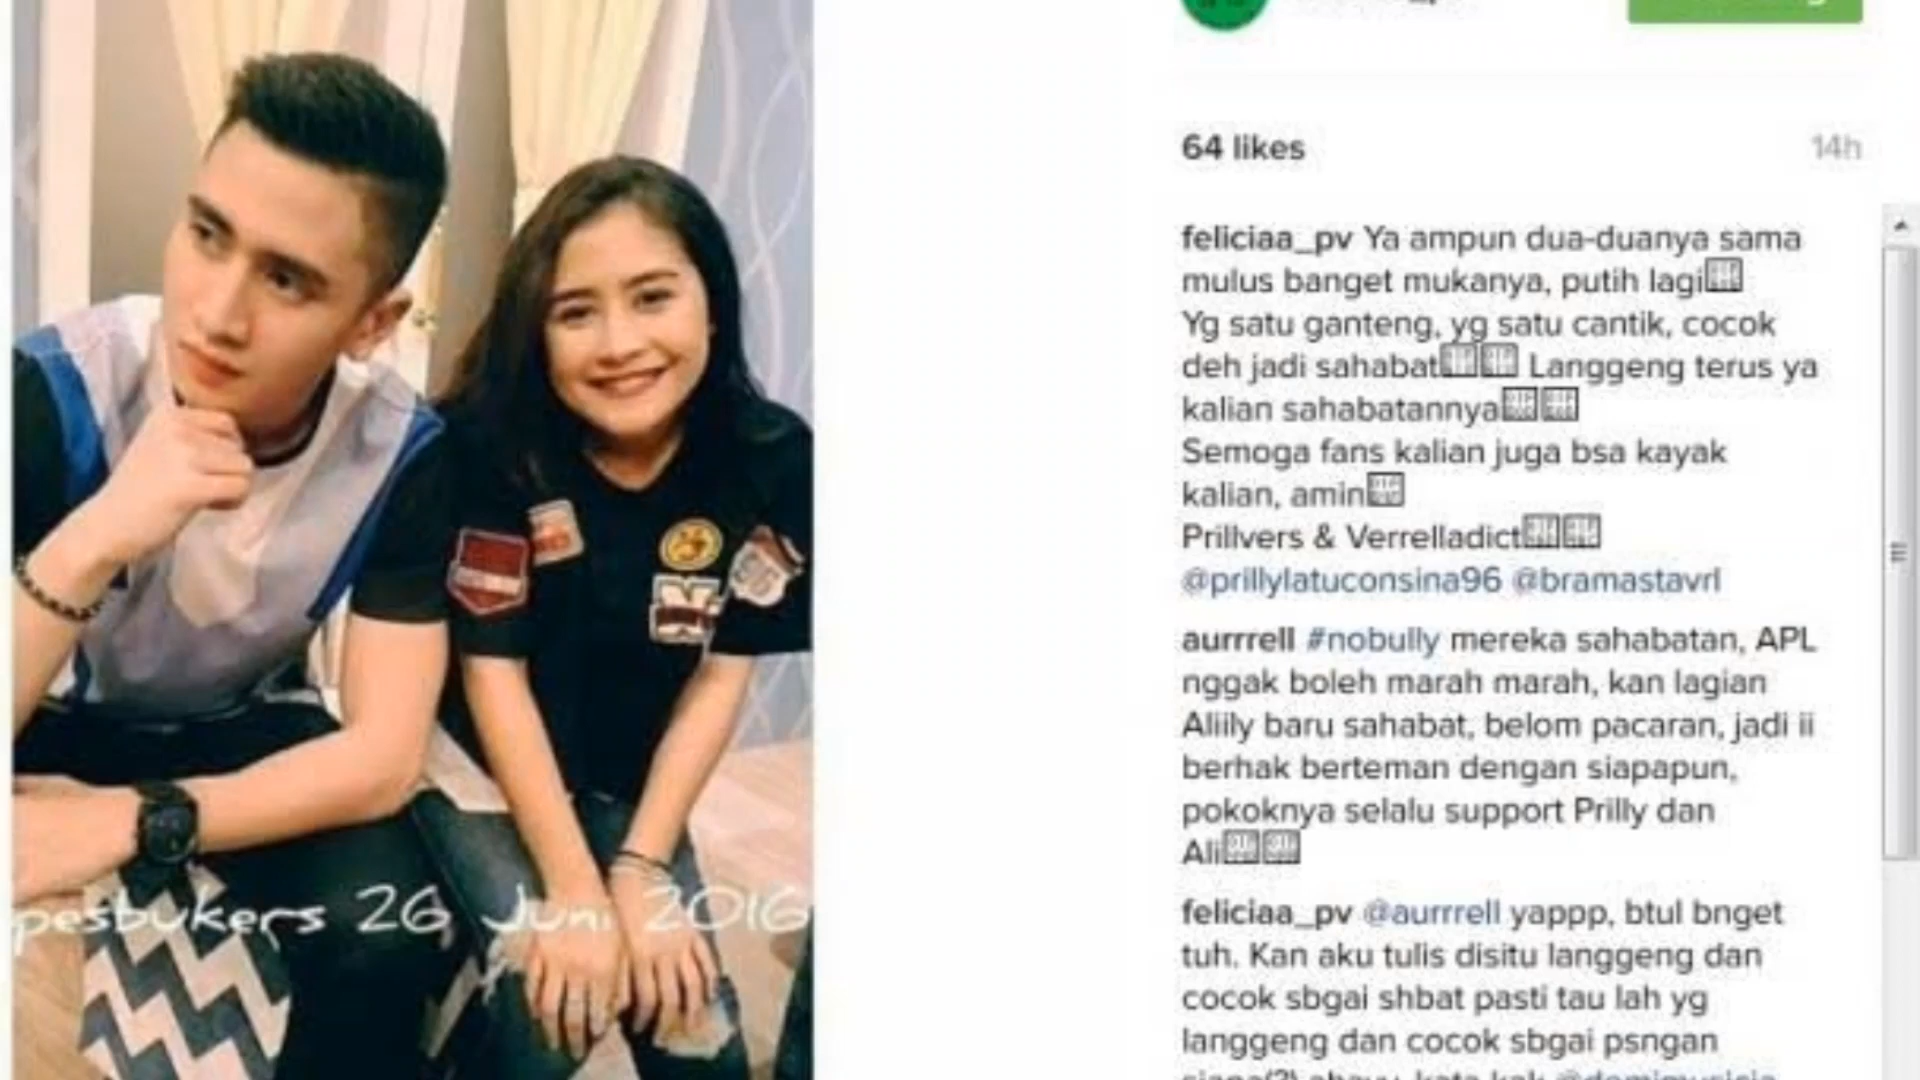 pesbukers 26 Juni 2016
64 likes
14h
feliciaa_pv Ya ampun dua-duanya sama
mulus banget mukanya, putih lagi
Yg satu ganteng, yg satu cantik, cocok
deh jadi sahabat Langgeng terus ya
kalian sahabatannya
Semoga fans kalian juga bsa kayak
kalian, amin
Prillvers & Verrelladict
@prillylatuconsina96 @bramastavrl
aurrrell #nobully mereka sahabatan, APL
nggak boleh marah marah, kan lagian
Aliily baru sahabat, belom pacaran, jadi ii
berhak berteman dengan siapapun,
pokoknya selalu support Prilly dan
Ali
feliciaa_pv @aurrrell yappp, btul bnget
tuh. Kan aku tulis disitu langgeng dan
cocok sbgai shbat pasti tau lah yg
langgeng dan cocok sbgai psngan